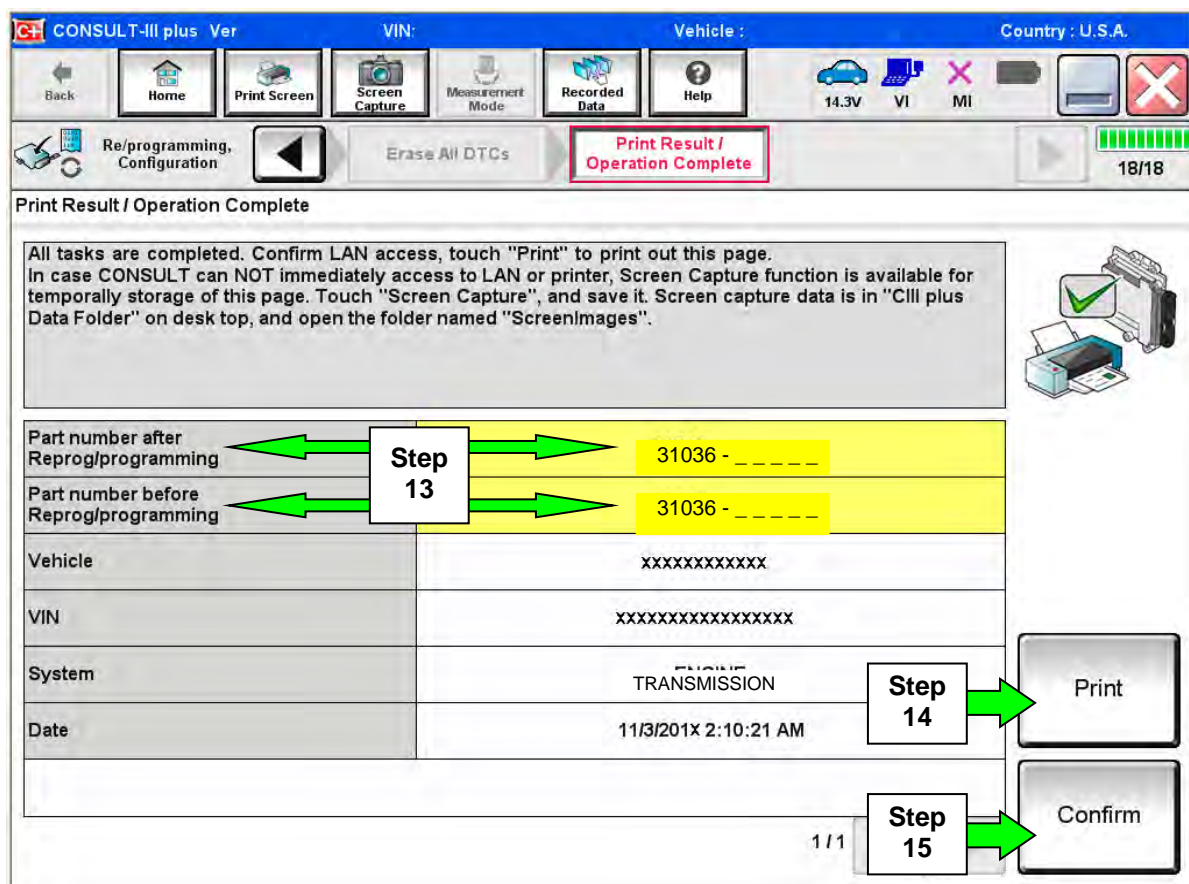 C+ CONSULT-III plus Ver VIN: Vehicle : Country : U.S.A.
Back
Home
Print Screen
Screen
Capture
Measurement
Mode
Recorded
Data
Help
14.3V VI MI
Re/programming,
Configuration
Erase All DTCs
Print Result /
Operation Complete
18/18
Print Result / Operation Complete
All tasks are completed. Confirm LAN access, touch "Print" to print out this page.
In case CONSULT can NOT immediately access to LAN or printer, Screen Capture function is available for
temporally storage of this page. Touch "Screen Capture", and save it. Screen capture data is in "CIII plus
Data Folder" on desk top, and open the folder named "ScreenImages".
Part number after
Reprog/programming
31036 - _ _ _ _ _
Step
13
Part number before
Reprog/programming
31036 - _ _ _ _ _
Vehicle
xxxxxxxxxxxx
VIN
xxxxxxxxxxxxxxxxx
System
TRANSMISSION
Step
14
Print
Date
11/3/201X 2:10:21 AM
Step
15
Confirm
1 / 1